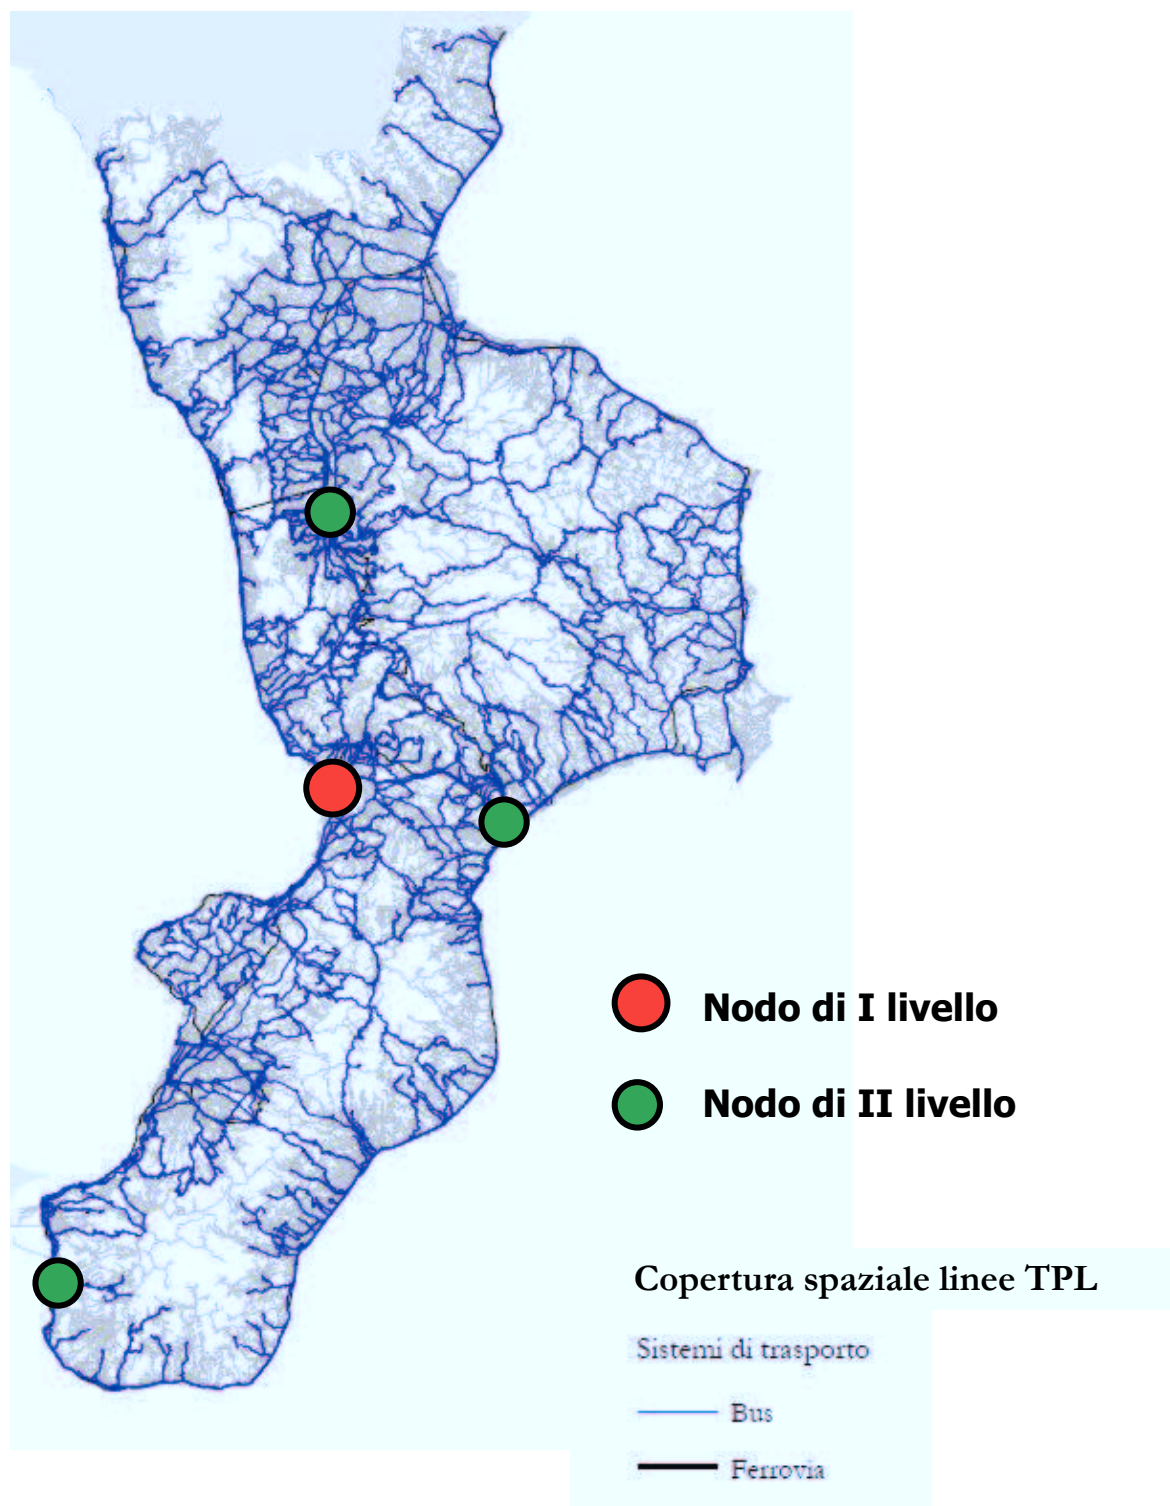 Nodo di I livello
Nodo di II livello
Copertura spaziale linee TPL
Sistemi di trasporto
Bus
Ferrovia